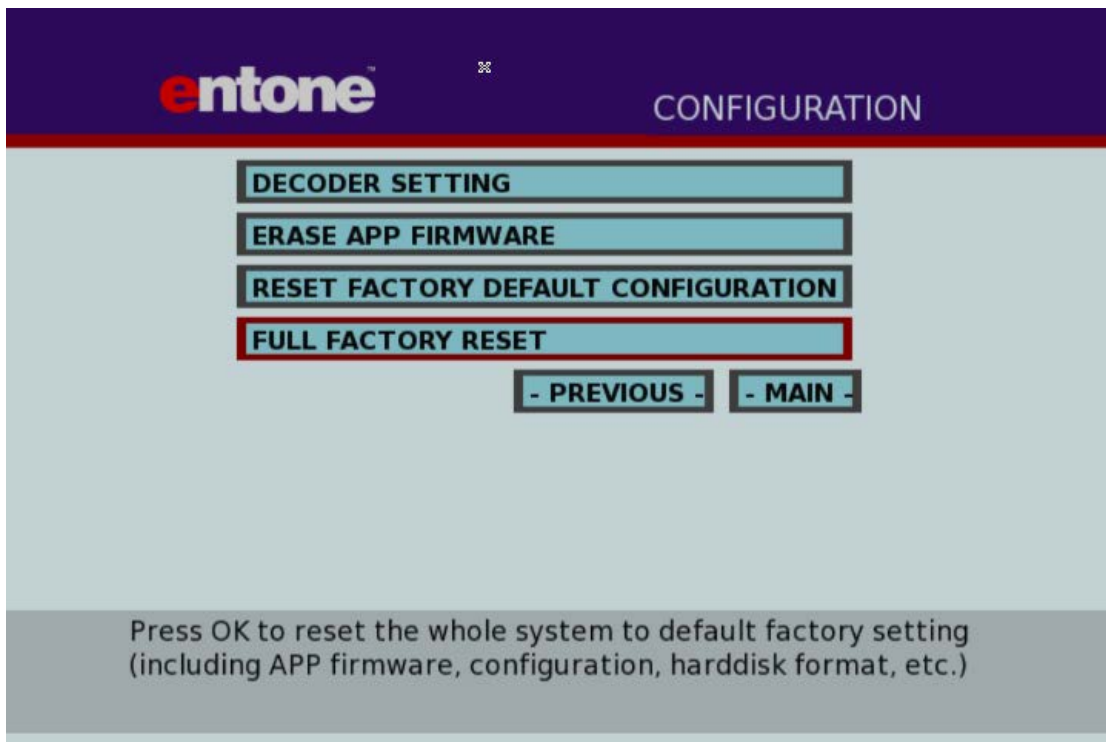 entone™
CONFIGURATION
DECODER SETTING
ERASE APP FIRMWARE
RESET FACTORY DEFAULT CONFIGURATION
FULL FACTORY RESET
- PREVIOUS - - MAIN -
Press OK to reset the whole system to default factory setting
(including APP firmware, configuration, harddisk format, etc.)